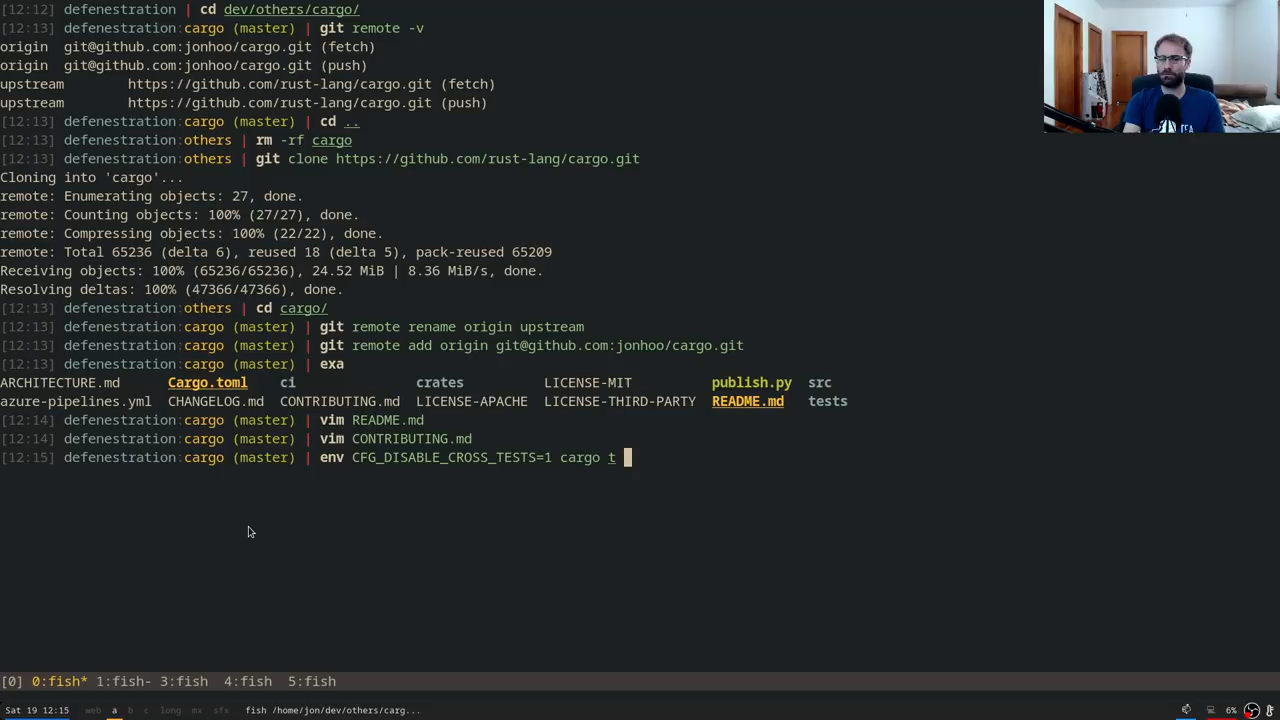 [12:12] defenestration | cd dev/others/cargo/
[12:13] defenestration:cargo (master) | git remote -v
origin  git@github.com:jonhoo/cargo.git (fetch)
origin  git@github.com:jonhoo/cargo.git (push)
upstream        https://github.com/rust-lang/cargo.git (fetch)
upstream        https://github.com/rust-lang/cargo.git (push)
[12:13] defenestration:cargo (master) | cd ..
[12:13] defenestration:others | rm -rf cargo
[12:13] defenestration:others | git clone https://github.com/rust-lang/cargo.git
Cloning into 'cargo'...
remote: Enumerating objects: 27, done.
remote: Counting objects: 100% (27/27), done.
remote: Compressing objects: 100% (22/22), done.
remote: Total 65236 (delta 6), reused 18 (delta 5), pack-reused 65209
Receiving objects: 100% (65236/65236), 24.52 MiB | 8.36 MiB/s, done.
Resolving deltas: 100% (47366/47366), done.
[12:13] defenestration:others | cd cargo/
[12:13] defenestration:cargo (master) | git remote rename origin upstream
[12:13] defenestration:cargo (master) | git remote add origin git@github.com:jonhoo/cargo.git
[12:13] defenestration:cargo (master) | exa
ARCHITECTURE.md      Cargo.toml    ci               crates         LICENSE-MIT          publish.py  src
azure-pipelines.yml  CHANGELOG.md  CONTRIBUTING.md  LICENSE-APACHE  LICENSE-THIRD-PARTY  README.md   tests
[12:14] defenestration:cargo (master) | vim README.md
[12:14] defenestration:cargo (master) | vim CONTRIBUTING.md
[12:15] defenestration:cargo (master) | env CFG_DISABLE_CROSS_TESTS=1 cargo t
[0] 0:fish* 1:fish- 3:fish  4:fish  5:fish
Sat 19 12:15  web  a  b  c  long  mx  sfx  fish /home/jon/dev/others/carg...  6%